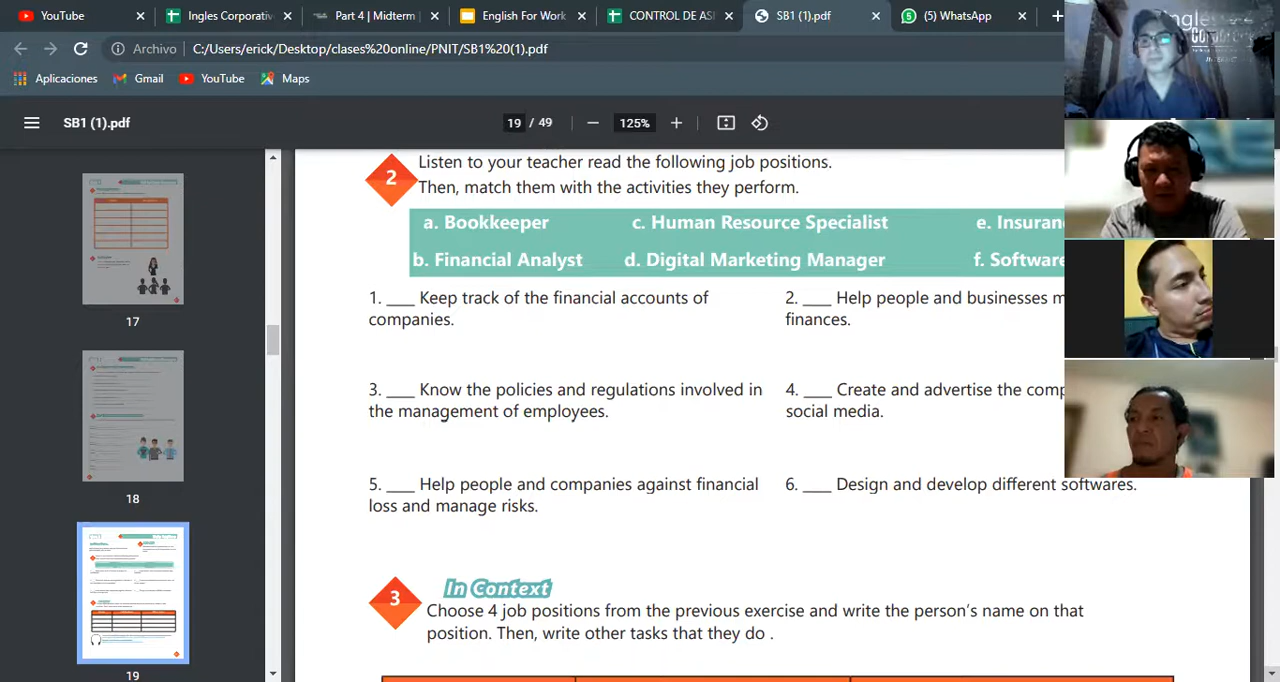 YouTube
Ingles Corporativ
Part 4 | Midterm
English For Work
CONTROL DE ASI
SB1 (1).pdf
(5) WhatsApp
Archivo
C:/Users/erick/Desktop/clases%20online/PNIT/SB1%20(1).pdf
Aplicaciones
Gmail
YouTube
Maps
SB1 (1).pdf
19 / 49
125%
17
18
19
2
Listen to your teacher read the following job positions.
Then, match them with the activities they perform.
a. Bookkeeper
c. Human Resource Specialist
e. Insuran
b. Financial Analyst
d. Digital Marketing Manager
f. Software
1. ___ Keep track of the financial accounts of
companies.
2. ___ Help people and businesses m
finances.
3. ___ Know the policies and regulations involved in
the management of employees.
4. ___ Create and advertise the comp
social media.
5. ___ Help people and companies against financial
loss and manage risks.
6. ___ Design and develop different softwares.
3
In Context
Choose 4 job positions from the previous exercise and write the person's name on that
position. Then, write other tasks that they do .